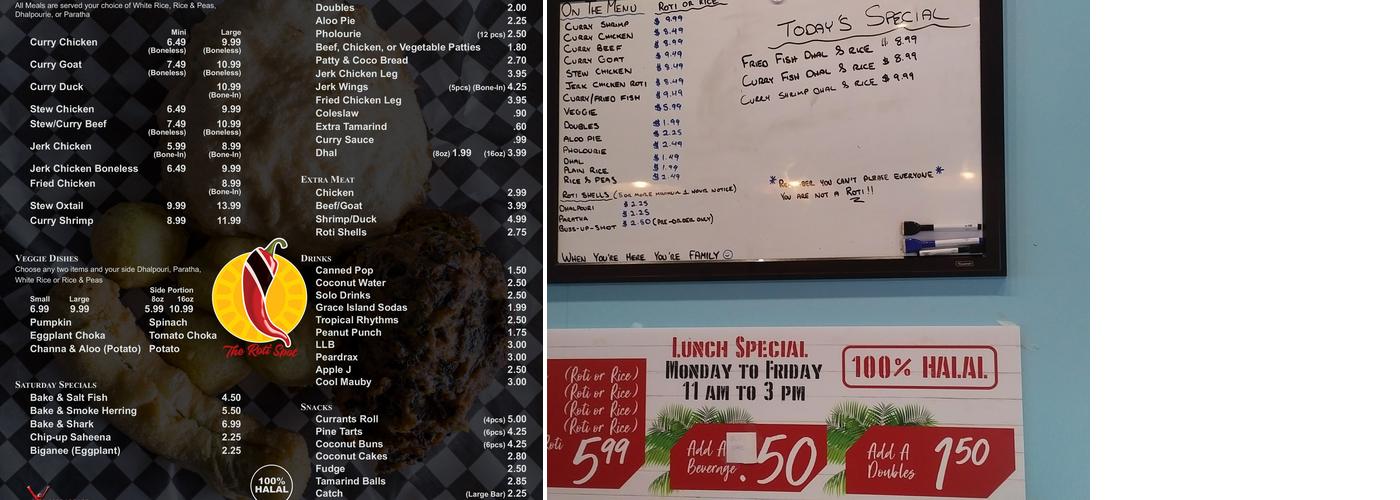 All Meals are served your choice of White Rice, Rice & Peas,
Dhalpourie, or Paratha
Mini Large
Curry Chicken 6.49 9.99
(Boneless) (Boneless)
Curry Goat 7.49 10.99
(Boneless) (Boneless)
Curry Duck 10.99
(Bone-In)
Stew Chicken 6.49 9.99
Stew/Curry Beef 7.49 10.99
(Boneless) (Boneless)
Jerk Chicken 5.99 8.99
(Bone-In) (Bone-In)
Jerk Chicken Boneless 6.49 9.99
Fried Chicken 8.99
(Bone-In)
Stew Oxtail 9.99 13.99
Curry Shrimp 8.99 11.99
Veggie Dishes
Choose any two items and your side Dhalpouri, Paratha,
White Rice or Rice & Peas
Side Portion
Small Large 8oz 16oz
6.99 9.99 5.99 10.99
Pumpkin Spinach
Eggplant Choka Tomato Choka
Channa & Aloo (Potato) Potato
The Roti Spot
Saturday Specials
Bake & Salt Fish 4.50
Bake & Smoke Herring 5.50
Bake & Shark 6.99
Chip-up Saheena 2.25
Biganee (Eggplant) 2.25
100%
HALAL
Doubles 2.00
Aloo Pie 2.25
Pholourie (12 pcs) 2.50
Beef, Chicken, or Vegetable Patties 1.80
Patty & Coco Bread 2.70
Jerk Chicken Leg 3.95
Jerk Wings (5pcs) (Bone-In) 4.25
Fried Chicken Leg 3.95
Coleslaw .90
Extra Tamarind .60
Curry Sauce .99
Dhal (8oz) 1.99 (16oz) 3.99
Extra Meat
Chicken 2.99
Beef/Goat 3.99
Shrimp/Duck 4.99
Roti Shells 2.75
Drinks
Canned Pop 1.50
Coconut Water 2.50
Solo Drinks 2.50
Grace Island Sodas 1.99
Tropical Rhythms 2.50
Peanut Punch 1.75
LLB 3.00
Peardrax 3.00
Apple J 2.50
Cool Mauby 3.00
Snacks
Currants Roll (4pcs) 5.00
Pine Tarts (6pcs) 4.25
Coconut Buns (6pcs) 4.25
Coconut Cakes 2.80
Fudge 2.50
Tamarind Balls 2.85
Catch (Large Bar) 2.25
On The Menu Roti or Rice
Curry Shrimp $ 9.99
Curry Chicken $ 8.49
Curry Beef $ 8.99
Curry Goat $ 9.49
Stew Chicken $ 8.49
Jerk Chicken Roti $ 8.49
Curry/Fried Fish $ 9.49
Veggie $ 5.99
Doubles $ 1.99
Aloo Pie $ 2.25
Pholourie $ 2.49
Dhal $ 1.49
Plain Rice $ 1.99
Rice & Peas $ 2.49
Roti Shells (5 or more minimum 1 hour notice)
Dhalpouri $ 2.25
Paratha $ 2.25
Buss-up-shot $ 2.50 (Pre-order only)
When You're Here You're Family
Today's Special
Fried Fish Dhal & Rice $ 8.99
Curry Fish Dhal & Rice $ 8.99
Curry Shrimp Dhal & Rice $ 9.99
*Remember you can't please everyone*
You are not a Roti!!
Lunch Special
Monday to Friday
11 AM to 3 PM
100% HALAL
(Roti or Rice)
(Roti or Rice)
(Roti or Rice)
(Roti or Rice)
Roti 5 99
Add A
Beverage .50
Add A
Doubles 1 50